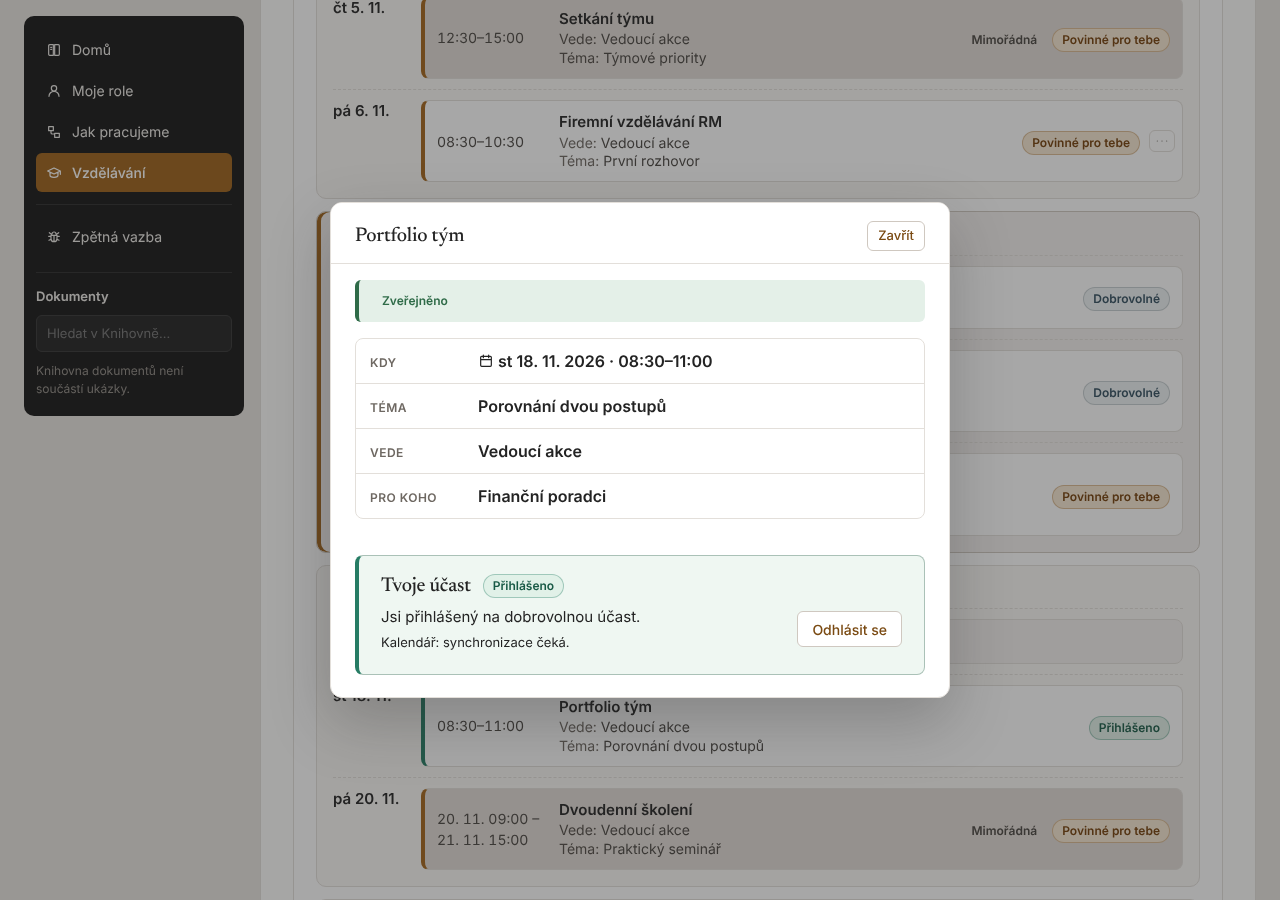 Domů
Moje role
Jak pracujeme
Vzdělávání
Zpětná vazba
Dokumenty
Hledat v Knihovně…
Knihovna dokumentů není
součástí ukázky.
čt 5. 11.
12:30–15:00
Setkání týmu
Vede: Vedoucí akce
Téma: Týmové priority
Mimořádná
Povinné pro tebe
pá 6. 11.
08:30–10:30
Firemní vzdělávání RM
Vede: Vedoucí akce
Téma: První rozhovor
Povinné pro tebe
Dobrovolné
Dobrovolné
Povinné pro tebe
Portfolio tým
Zavřít
Zveřejněno
KDY
st 18. 11. 2026 · 08:30–11:00
TÉMA
Porovnání dvou postupů
VEDE
Vedoucí akce
PRO KOHO
Finanční poradci
Tvoje účast
Přihlášeno
Jsi přihlášený na dobrovolnou účast.
Kalendář: synchronizace čeká.
Odhlásit se
st 18. 11.
08:30–11:00
Portfolio tým
Vede: Vedoucí akce
Téma: Porovnání dvou postupů
Přihlášeno
pá 20. 11.
20. 11. 09:00 –
21. 11. 15:00
Dvoudenní školení
Vede: Vedoucí akce
Téma: Praktický seminář
Mimořádná
Povinné pro tebe